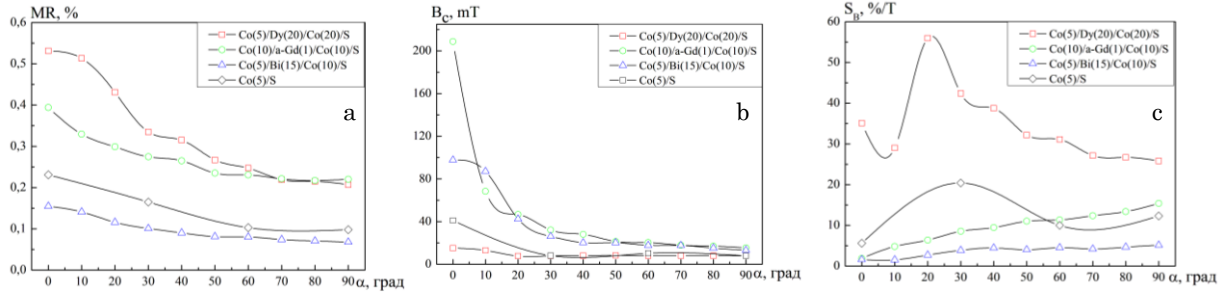 MR, %
0,6
0,5
0,4
0,3
0,2
0,1
0,0
Co(5)/Dy(20)/Co(20)/S
Co(10)/a-Gd(1)/Co(10)/S
Co(5)/Bi(15)/Co(10)/S
Co(5)/S
a
0 10 20 30 40 50 60 70 80 90 α, град
B_C, mT
200
160
120
80
40
0
Co(5)/Dy(20)/Co(20)/S
Co(10)/a-Gd(1)/Co(10)/S
Co(5)/Bi(15)/Co(10)/S
Co(5)/S
b
0 10 20 30 40 50 60 70 80 90 α, град
S_B, %/T
60
50
40
30
20
10
0
Co(5)/Dy(20)/Co(20)/S
Co(10)/a-Gd(1)/Co(10)/S
Co(5)/Bi(15)/Co(10)/S
Co(5)/S
c
0 10 20 30 40 50 60 70 80 90 α, град